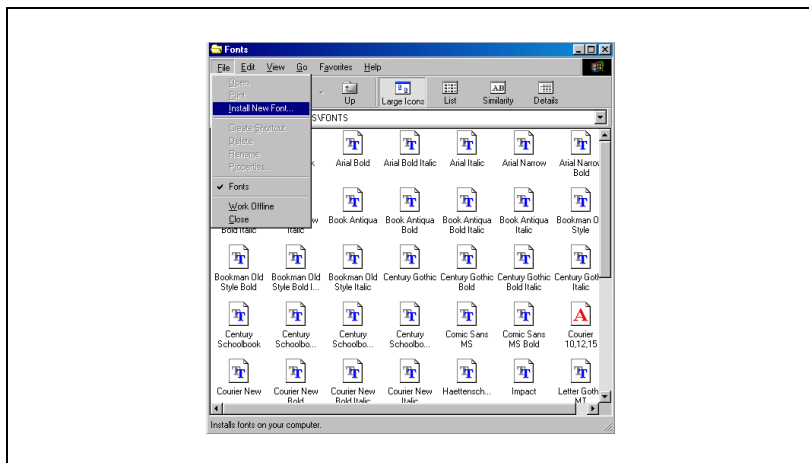 Fonts
File Edit View Go Favorites Help
Open
Print
Install New Font...
Create Shortcut
Delete
Rename
Properties...
Fonts
Work Offline
Close
Up Large Icons List Similarity Details
S\FONTS
Arial Bold Arial Bold Italic Arial Italic Arial Narrow Arial Narrow
Bold
Book Antiqua Book Antiqua Book Antiqua Book Antiqua Bookman O
Bold Italic Italic Bold Bold Italic Italic Style
Bookman Old Bookman Old Bookman Old Century Gothic Century Gothic Century Gothic Century Goth
Style Bold Style Bold I... Style Italic Bold Bold Italic Italic
Century Century Century Century Comic Sans Comic Sans Courier
Schoolbook Schoolbo... Schoolbo... Schoolbo... MS MS Bold 10,12,15
Courier New Courier New Courier New Courier New Haettensch... Impact Letter Goth
Bold Bold Italic Italic MT
Installs fonts on your computer.